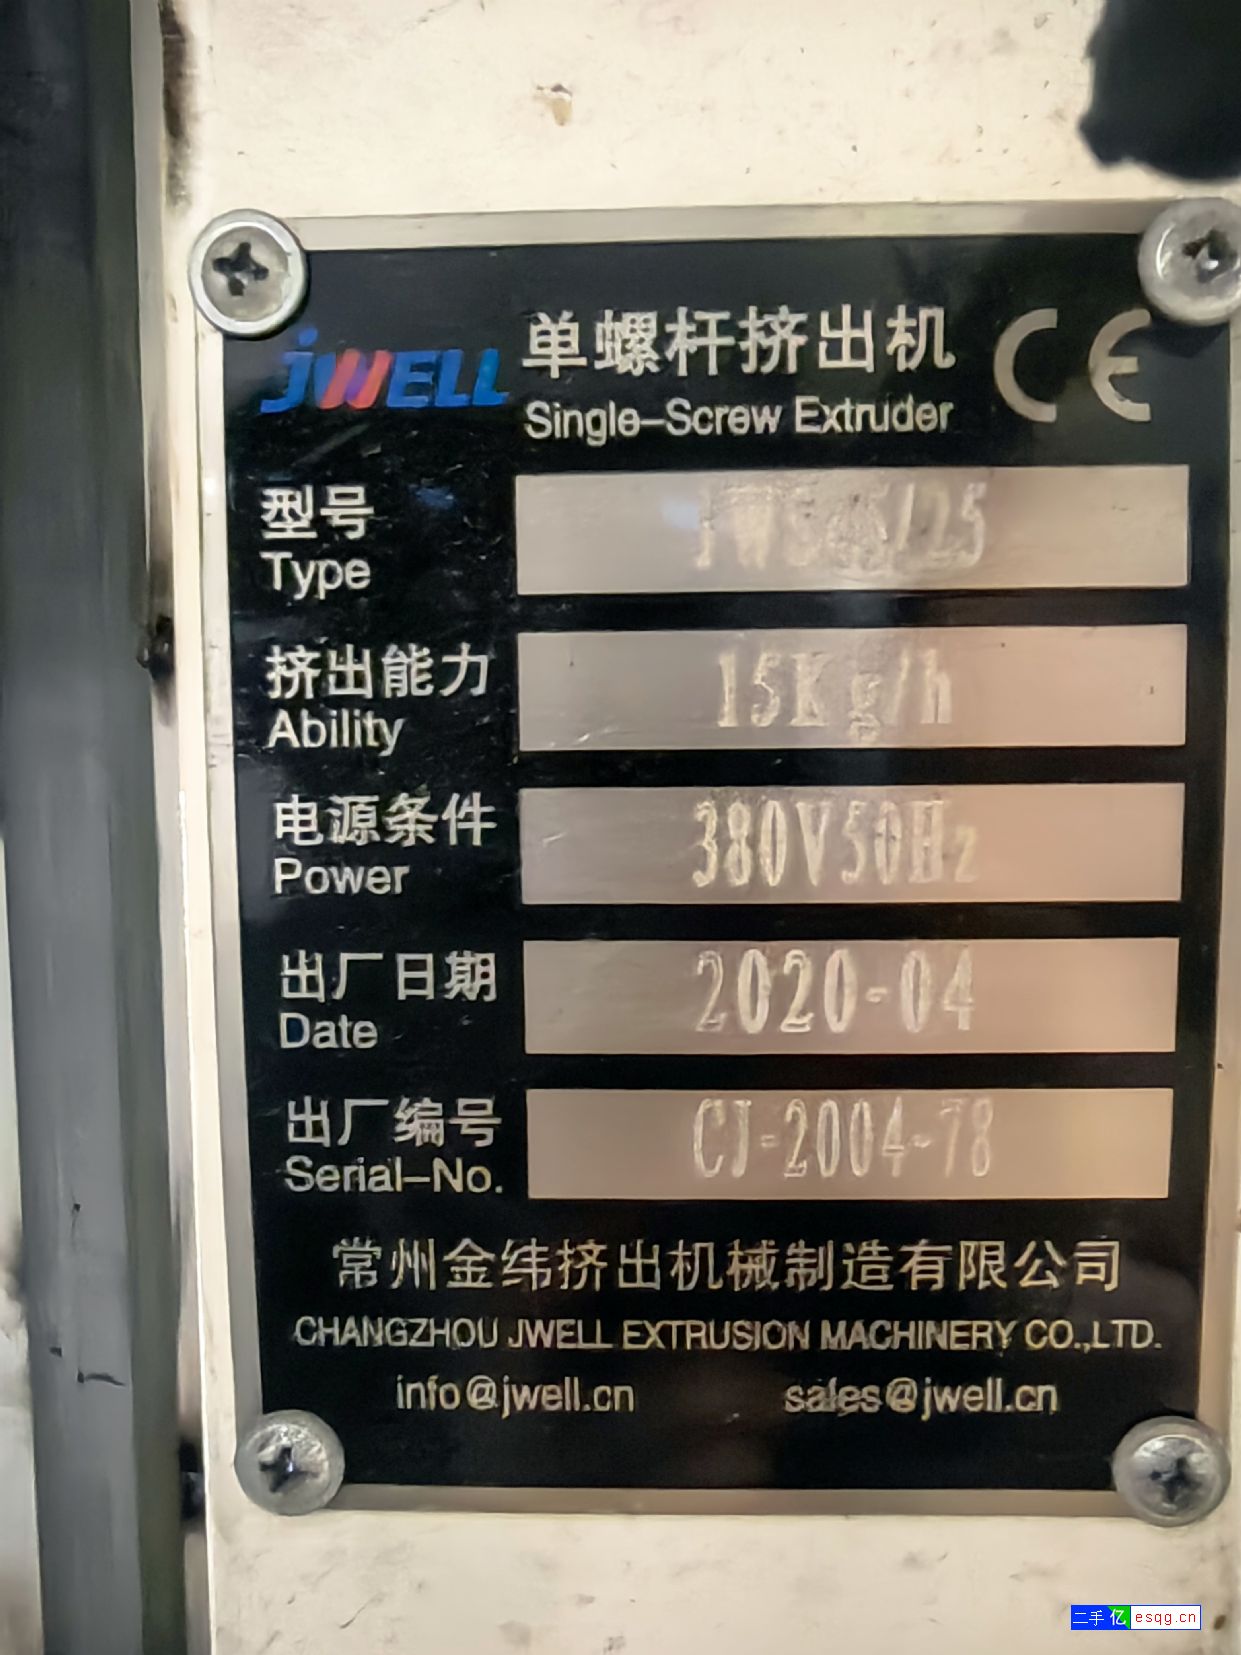 jWELL 单螺杆挤出机 CE
Single-Screw Extruder
型号
Type /25
挤出能力 15Kg/h
Ability
电源条件 380V50Hz
Power
出厂日期 2020-04
Date
出厂编号 CJ-2004-78
Serial-No.
常州金纬挤出机械制造有限公司
CHANGZHOU JWELL EXTRUSION MACHINERY CO.,LTD.
info@jwell.cn sales@jwell.cn
二手亿 esqg.cn